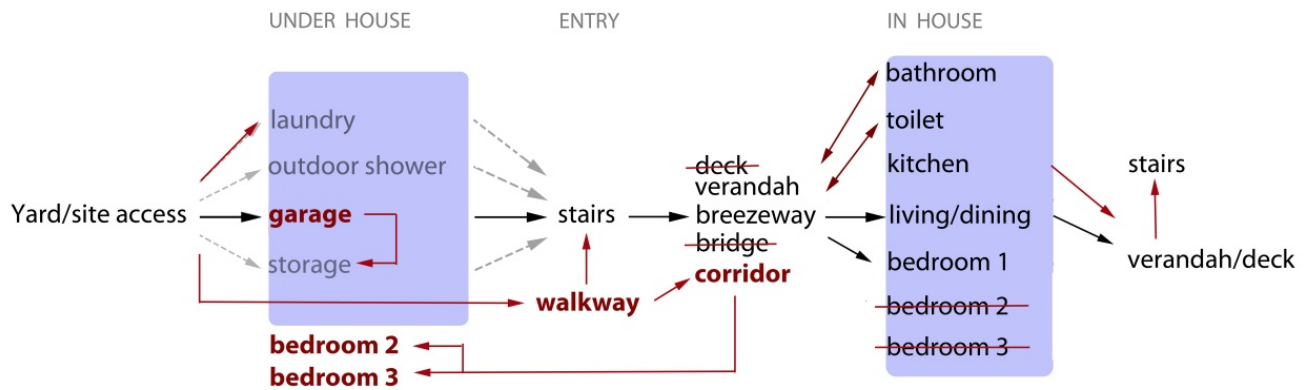 UNDER HOUSE
ENTRY
IN HOUSE
Yard/site access
laundry
outdoor shower
garage
storage
bedroom 2
bedroom 3
stairs
walkway
deck
verandah
breezeway
bridge
corridor
bathroom
toilet
kitchen
living/dining
bedroom 1
bedroom 2
bedroom 3
stairs
verandah/deck